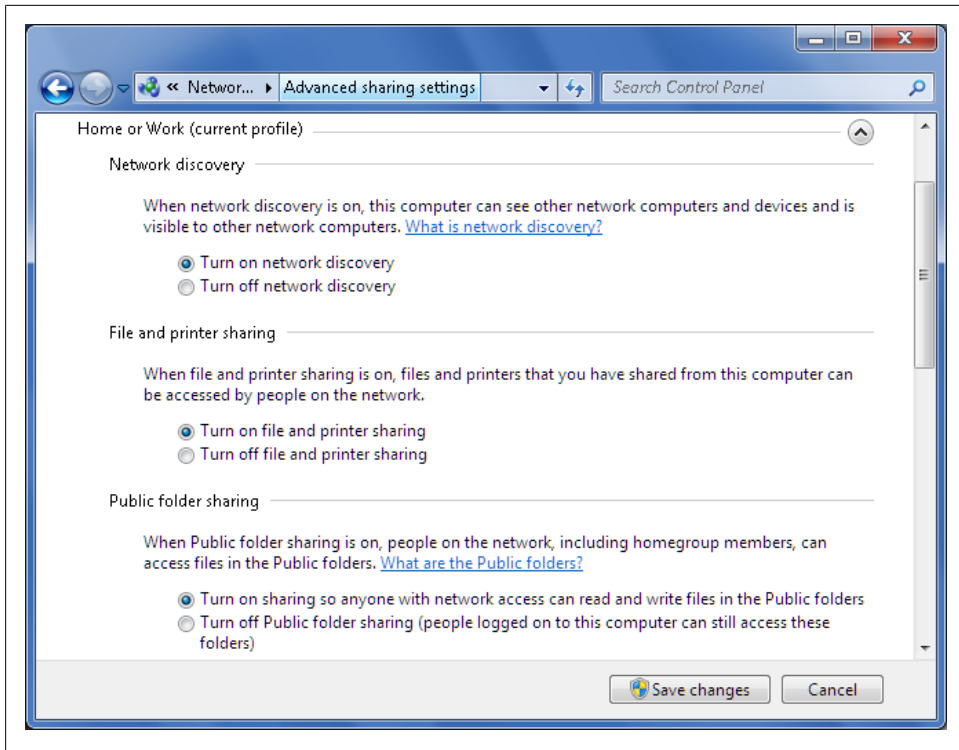 « Networ... ▸ Advanced sharing settings
Search Control Panel
Home or Work (current profile)
Network discovery
When network discovery is on, this computer can see other network computers and devices and is
visible to other network computers. What is network discovery?
Turn on network discovery
Turn off network discovery
File and printer sharing
When file and printer sharing is on, files and printers that you have shared from this computer can
be accessed by people on the network.
Turn on file and printer sharing
Turn off file and printer sharing
Public folder sharing
When Public folder sharing is on, people on the network, including homegroup members, can
access files in the Public folders. What are the Public folders?
Turn on sharing so anyone with network access can read and write files in the Public folders
Turn off Public folder sharing (people logged on to this computer can still access these
folders)
Save changes
Cancel